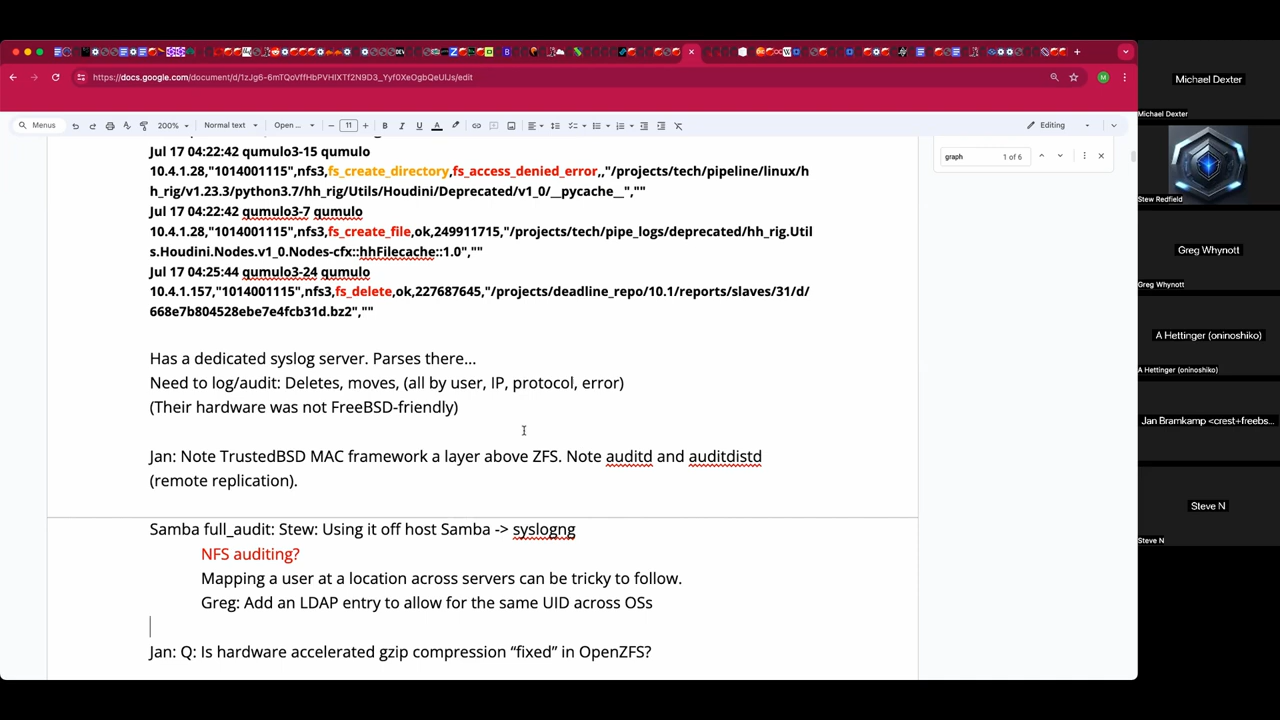 https://docs.google.com/document/d/1zJg6-6mTQoVffHbPVHIXTf2N9D3_Yyf0XeOgbQeUIJs/edit
M
Menus
200%
Normal text
Open ...
11
Editing
graph
1 of 6
Jul 17 04:22:42 qumulo3-15 qumulo
10.4.1.28,"1014001115",nfs3,fs_create_directory,fs_access_denied_error,,"/projects/tech/pipeline/linux/h
h_rig/v1.23.3/python3.7/hh_rig/Utils/Houdini/Deprecated/v1_0/__pycache__",""
Jul 17 04:22:42 qumulo3-7 qumulo
10.4.1.28,"1014001115",nfs3,fs_create_file,ok,249911715,"/projects/tech/pipe_logs/deprecated/hh_rig.Util
s.Houdini.Nodes.v1_0.Nodes-cfx::hhFilecache::1.0",""
Jul 17 04:25:44 qumulo3-24 qumulo
10.4.1.157,"1014001115",nfs3,fs_delete,ok,227687645,"/projects/deadline_repo/10.1/reports/slaves/31/d/
668e7b804528ebe7e4fcb31d.bz2",""
Has a dedicated syslog server. Parses there...
Need to log/audit: Deletes, moves, (all by user, IP, protocol, error)
(Their hardware was not FreeBSD-friendly)
Jan: Note TrustedBSD MAC framework a layer above ZFS. Note auditd and auditdistd
(remote replication).
Samba full_audit: Stew: Using it off host Samba -> syslogng
NFS auditing?
Mapping a user at a location across servers can be tricky to follow.
Greg: Add an LDAP entry to allow for the same UID across OSs
Jan: Q: Is hardware accelerated gzip compression “fixed” in OpenZFS?
Michael Dexter
Michael Dexter
Stew Redfield
Greg Whynott
Greg Whynott
A Hettinger (oninoshiko)
A Hettinger (oninoshiko)
Jan Bramkamp <crest+freebs...
Steve N
Steve N